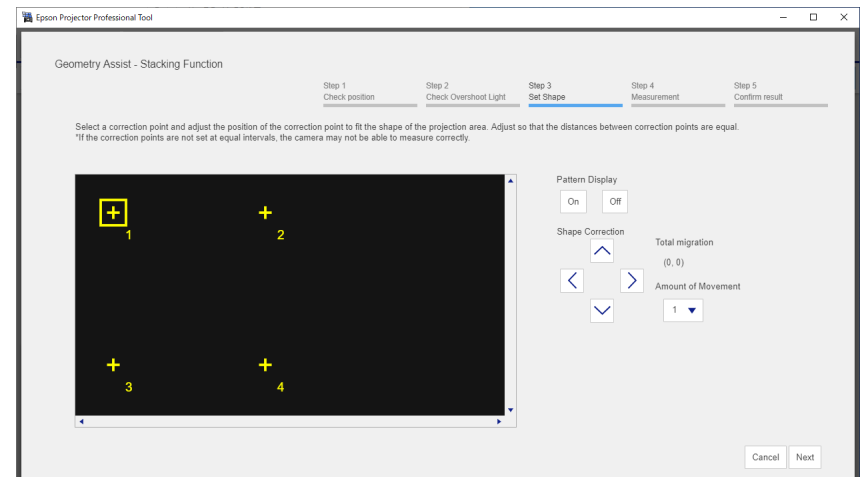 Epson Projector Professional Tool
Geometry Assist - Stacking Function
Step 1
Check position
Step 2
Check Overshoot Light
Step 3
Set Shape
Step 4
Measurement
Step 5
Confirm result
Select a correction point and adjust the position of the correction point to fit the shape of the projection area. Adjust so that the distances between correction points are equal.
*If the correction points are not set at equal intervals, the camera may not be able to measure correctly.
1
2
3
4
Pattern Display
On Off
Shape Correction
Total migration
(0, 0)
Amount of Movement
1
Cancel Next